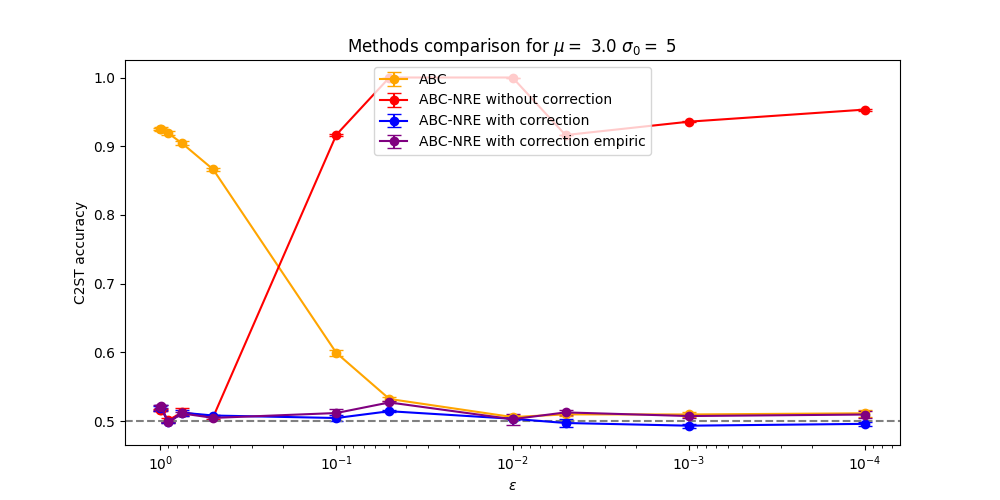 Methods comparison for μ = 3.0 σ₀ = 5
ABC
ABC-NRE without correction
ABC-NRE with correction
ABC-NRE with correction empiric
C2ST accuracy
1.0
0.9
0.8
0.7
0.6
0.5
10⁰ 10⁻¹ 10⁻² 10⁻³ 10⁻⁴
ε